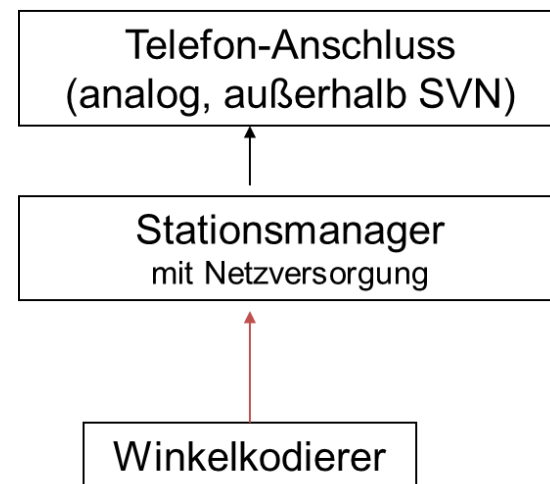 Telefon-Anschluss
(analog, außerhalb SVN)
Stationsmanager
mit Netzversorgung
Winkelkodierer